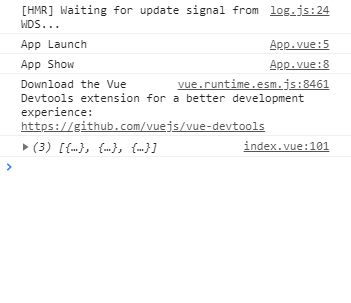 [HMR] Waiting for update signal from log.js:24
WDS...
App Launch App.vue:5
App Show App.vue:8
Download the Vue vue.runtime.esm.js:8461
Devtools extension for a better development
experience:
https://github.com/vuejs/vue-devtools
(3) [{…}, {…}, {…}] index.vue:101